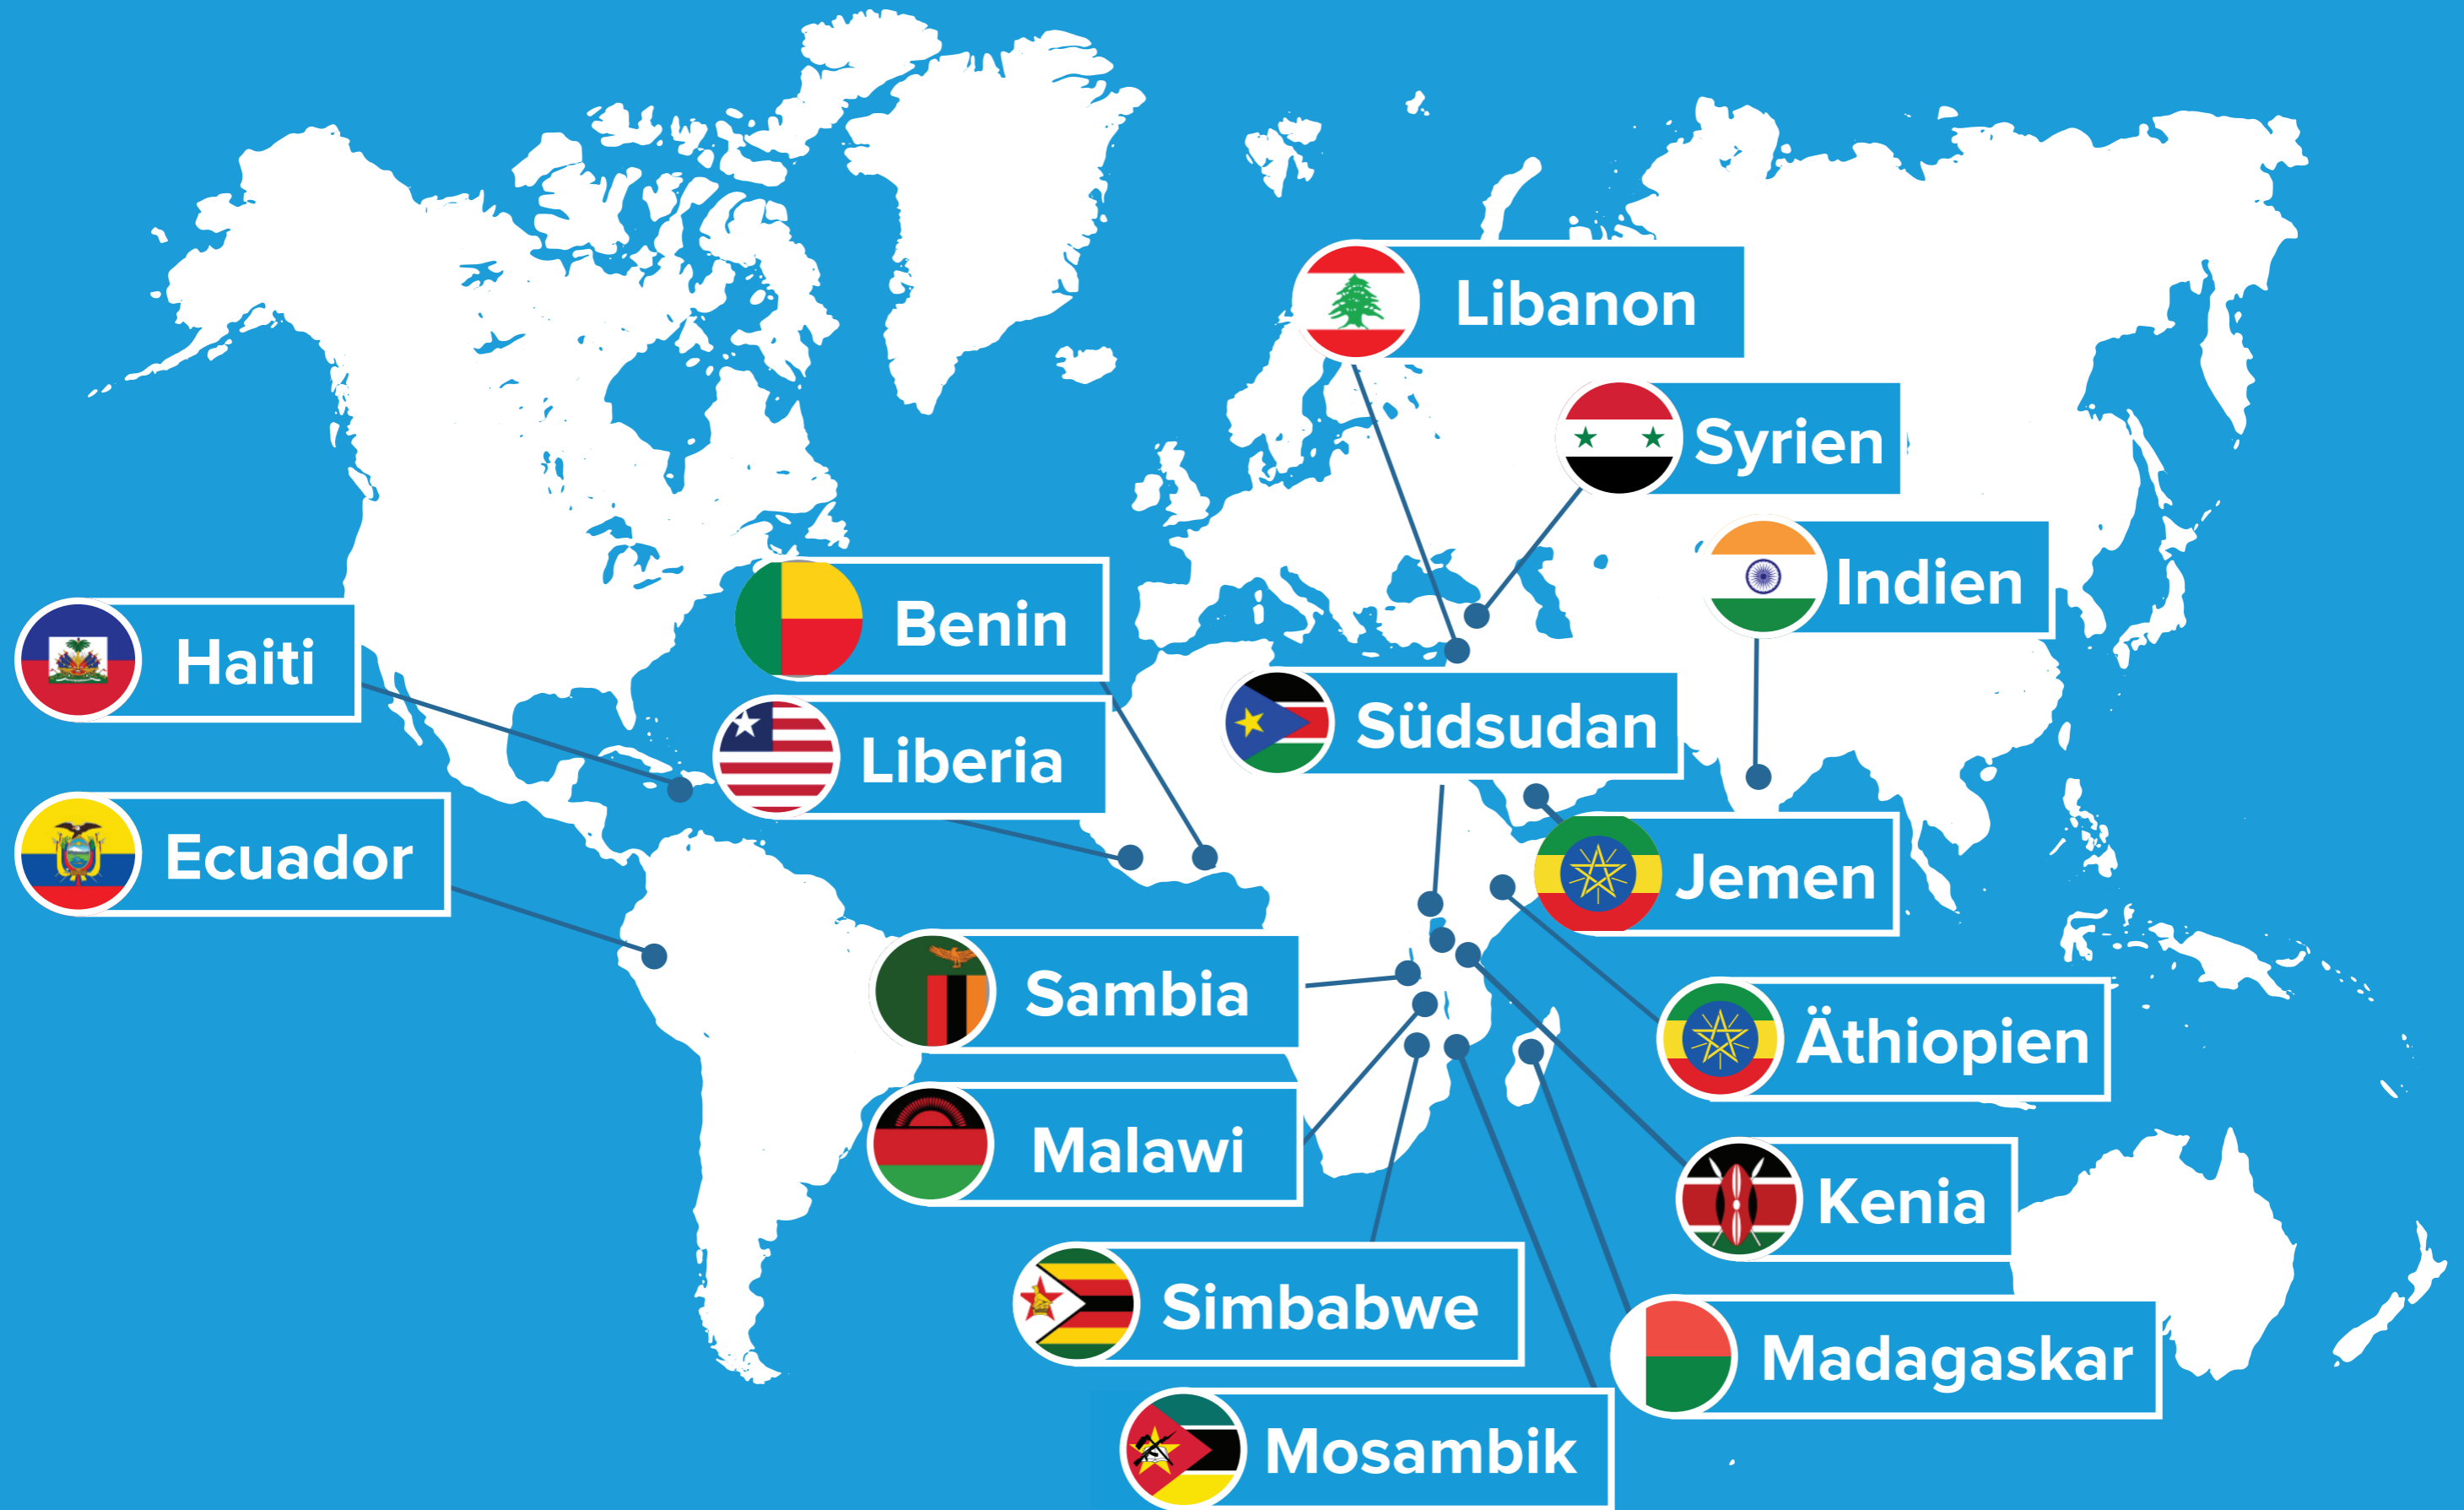 Libanon
Syrien
Indien
Benin
Haiti
Südsudan
Liberia
Ecuador
Jemen
Sambia
Äthiopien
Malawi
Kenia
Simbabwe
Madagaskar
Mosambik